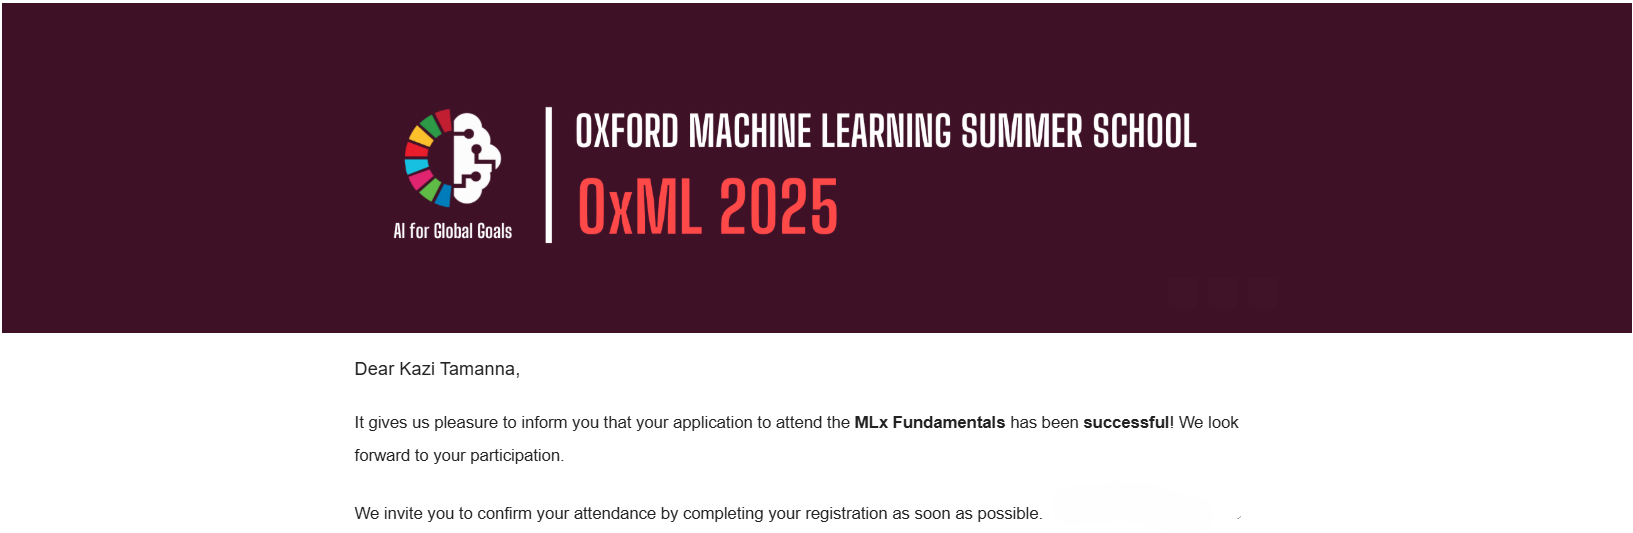 OXFORD MACHINE LEARNING SUMMER SCHOOL
OxML 2025
AI for Global Goals
Dear Kazi Tamanna,
It gives us pleasure to inform you that your application to attend the MLx Fundamentals has been successful! We look
forward to your participation.
We invite you to confirm your attendance by completing your registration as soon as possible.